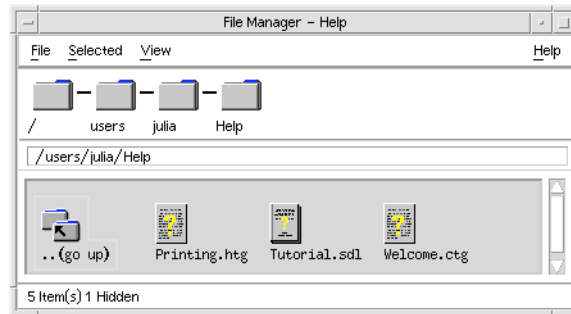 File Manager – Help
File Selected View Help
/ users julia Help
/users/julia/Help
..(go up) Printing.htg Tutorial.sdl Welcome.ctg
5 Item(s) 1 Hidden